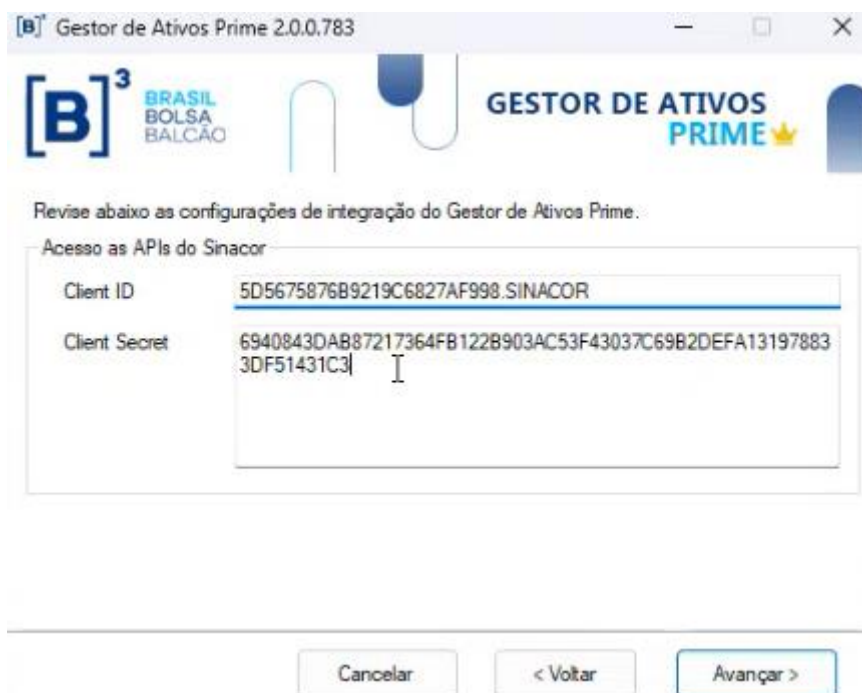 [B]³ Gestor de Ativos Prime 2.0.0.783
[B]³
BRASIL
BOLSA
BALCÃO
GESTOR DE ATIVOS
PRIME
Revise abaixo as configurações de integração do Gestor de Ativos Prime.
Acesso as APIs do Sinacor
Client ID
5D5675876B9219C6827AF998.SINACOR
Client Secret
6940843DAB87217364FB122B903AC53F43037C69B2DEFA13197883
3DF51431C3
Cancelar
< Voltar
Avançar >